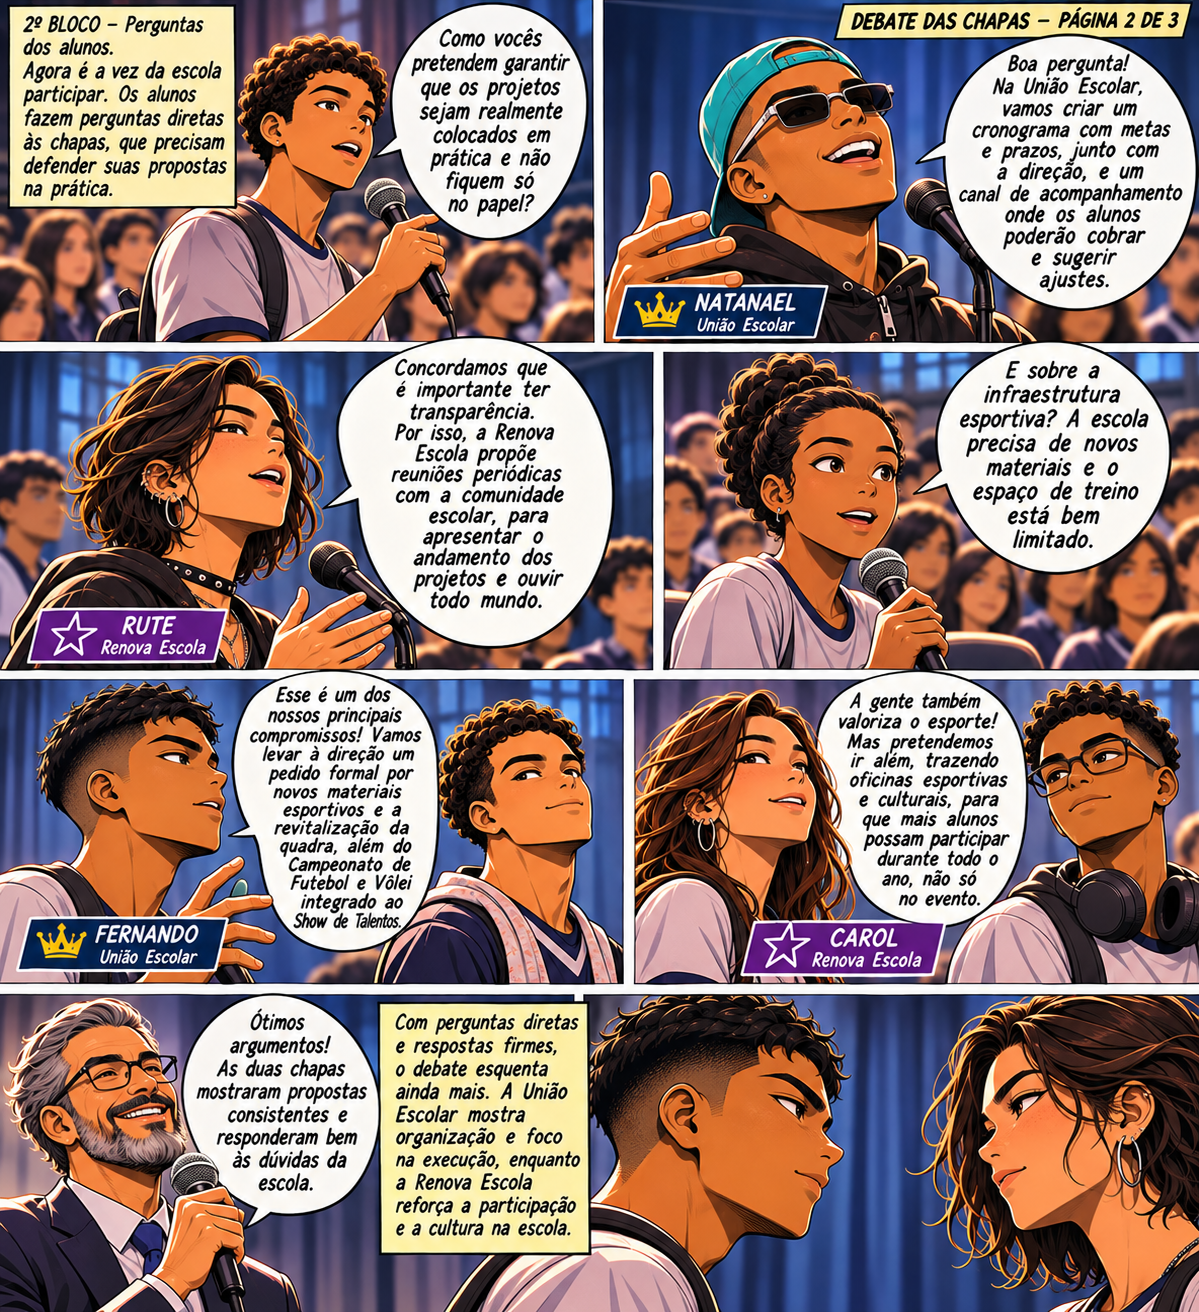 2º BLOCO – Perguntas
dos alunos.
Agora é a vez da escola
participar. Os alunos
fazem perguntas diretas
às chapas, que precisam
defender suas propostas
na prática.
Como vocês
pretendem garantir
que os projetos
sejam realmente
colocados em
prática e não
fiquem só
no papel?
DEBATE DAS CHAPAS – PÁGINA 2 DE 3
Boa pergunta!
Na União Escolar,
vamos criar um
cronograma com metas
e prazos, junto com
a direção, e um
canal de acompanhamento
onde os alunos
poderão cobrar
e sugerir
ajustes.
NATANAEL
União Escolar
Concordamos que
é importante ter
transparência.
Por isso, a Renova
Escola propõe
reuniões periódicas
com a comunidade
escolar, para
apresentar o
andamento dos
projetos e ouvir
todo mundo.
RUTE
Renova Escola
E sobre a
infraestrutura
esportiva? A escola
precisa de novos
materiais e o
espaço de treino
está bem
limitado.
Esse é um dos
nossos principais
compromissos! Vamos
levar à direção um
pedido formal por
novos materiais
esportivos e a
revitalização da
quadra, além do
Campeonato de
Futebol e Vôlei
integrado ao
Show de Talentos.
FERNANDO
União Escolar
A gente também
valoriza o esporte!
Mas pretendemos
ir além, trazendo
oficinas esportivas
e culturais, para
que mais alunos
possam participar
durante todo o
ano, não só
no evento.
CAROL
Renova Escola
Ótimos
argumentos!
As duas chapas
mostraram propostas
consistentes e
responderam bem
às dúvidas da
escola.
Com perguntas diretas
e respostas firmes,
o debate esquenta
ainda mais. A União
Escolar mostra
organização e foco
na execução, enquanto
a Renova Escola
reforça a participação
e a cultura na escola.